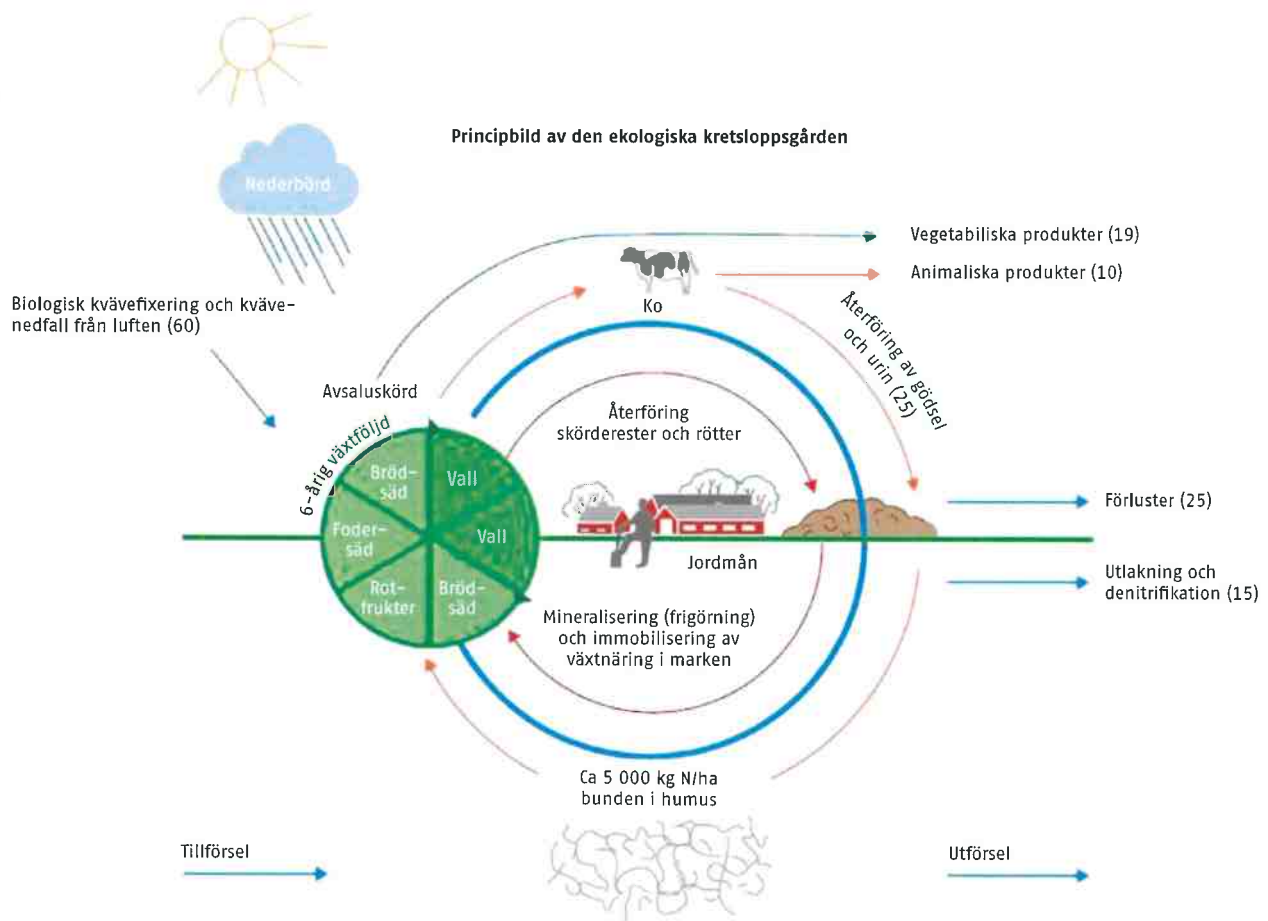 Principbild av den ekologiska kretsloppsgården
Nederbörd
Vegetabiliska produkter (19)
Animaliska produkter (10)
Ko
Biologisk kvävefixering och kväve-
nedfall från luften (60)
Återföring av gödsel
och urin (25)
Avsaluskörd
Återföring
skörderester och rötter
6-årig växtföljd
Bröd-
säd
Vall
Vall
Foder-
säd
Rot-
frukter
Bröd-
säd
Förluster (25)
Jordmån
Utlakning och
denitrifikation (15)
Mineralisering (frigörning)
och immobilisering av
växtnäring i marken
Ca 5 000 kg N/ha
bunden i humus
Tillförsel
Utförsel